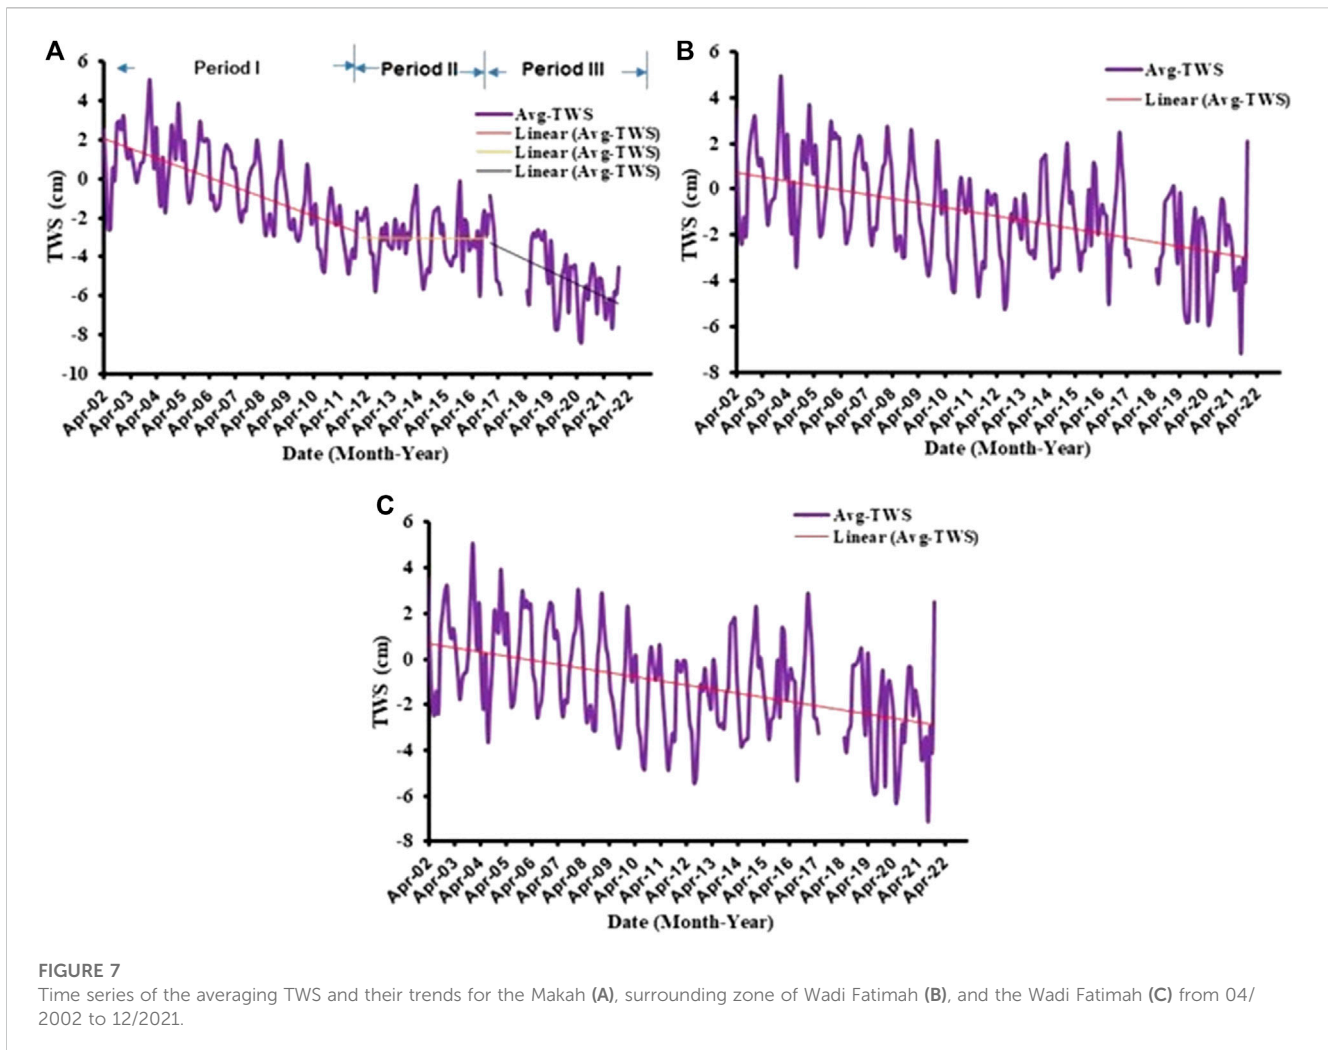 A
Period I
Period II
Period III
6
4
2
0
-2
-4
-6
-8
-10
TWS (cm)
Avg-TWS
Linear (Avg-TWS)
Linear (Avg-TWS)
Linear (Avg-TWS)
Apr-02
Apr-03
Apr-04
Apr-05
Apr-06
Apr-07
Apr-08
Apr-09
Apr-10
Apr-11
Apr-12
Apr-13
Apr-14
Apr-15
Apr-16
Apr-17
Apr-18
Apr-19
Apr-20
Apr-21
Apr-22
Date (Month-Year)
B
6
4
2
0
-2
-4
-6
-8
TWS (cm)
Avg-TWS
Linear (Avg-TWS)
Apr-02
Apr-03
Apr-04
Apr-05
Apr-06
Apr-07
Apr-08
Apr-09
Apr-10
Apr-11
Apr-12
Apr-13
Apr-14
Apr-15
Apr-16
Apr-17
Apr-18
Apr-19
Apr-20
Apr-21
Apr-22
Date (Month-Year)
C
6
4
2
0
-2
-4
-6
-8
TWS (cm)
Avg-TWS
Linear (Avg-TWS)
Apr-02
Apr-03
Apr-04
Apr-05
Apr-06
Apr-07
Apr-08
Apr-09
Apr-10
Apr-11
Apr-12
Apr-13
Apr-14
Apr-15
Apr-16
Apr-17
Apr-18
Apr-19
Apr-20
Apr-21
Apr-22
Date (Month-Year)
FIGURE 7
Time series of the averaging TWS and their trends for the Makah (A), surrounding zone of Wadi Fatimah (B), and the Wadi Fatimah (C) from 04/
2002 to 12/2021.